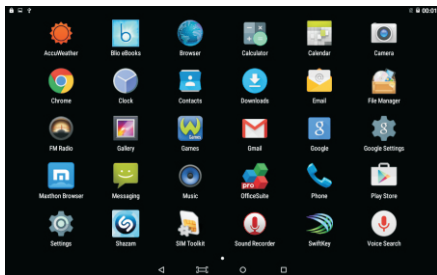 00:01
AccuWeather Blio eBooks Browser Calculator Calendar Camera
Chrome Clock Contacts Downloads Email File Manager
FM Radio Gallery Games Gmail Google Google Settings
Maxthon Browser Messaging Music OfficeSuite Phone Play Store
Settings Shazam SIM Toolkit Sound Recorder SwiftKey Voice Search